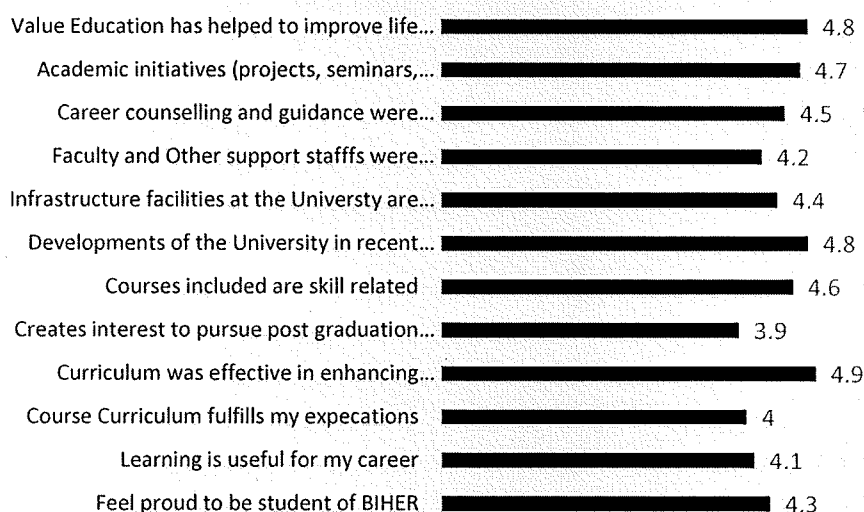 Value Education has helped to improve life... 4.8
Academic initiatives (projects, seminars,... 4.7
Career counselling and guidance were... 4.5
Faculty and Other support stafffs were... 4.2
Infrastructure facilities at the Universty are... 4.4
Developments of the University in recent... 4.8
Courses included are skill related 4.6
Creates interest to pursue post graduation... 3.9
Curriculum was effective in enhancing... 4.9
Course Curriculum fulfills my expecations 4
Learning is useful for my career 4.1
Feel proud to be student of BIHER 4.3